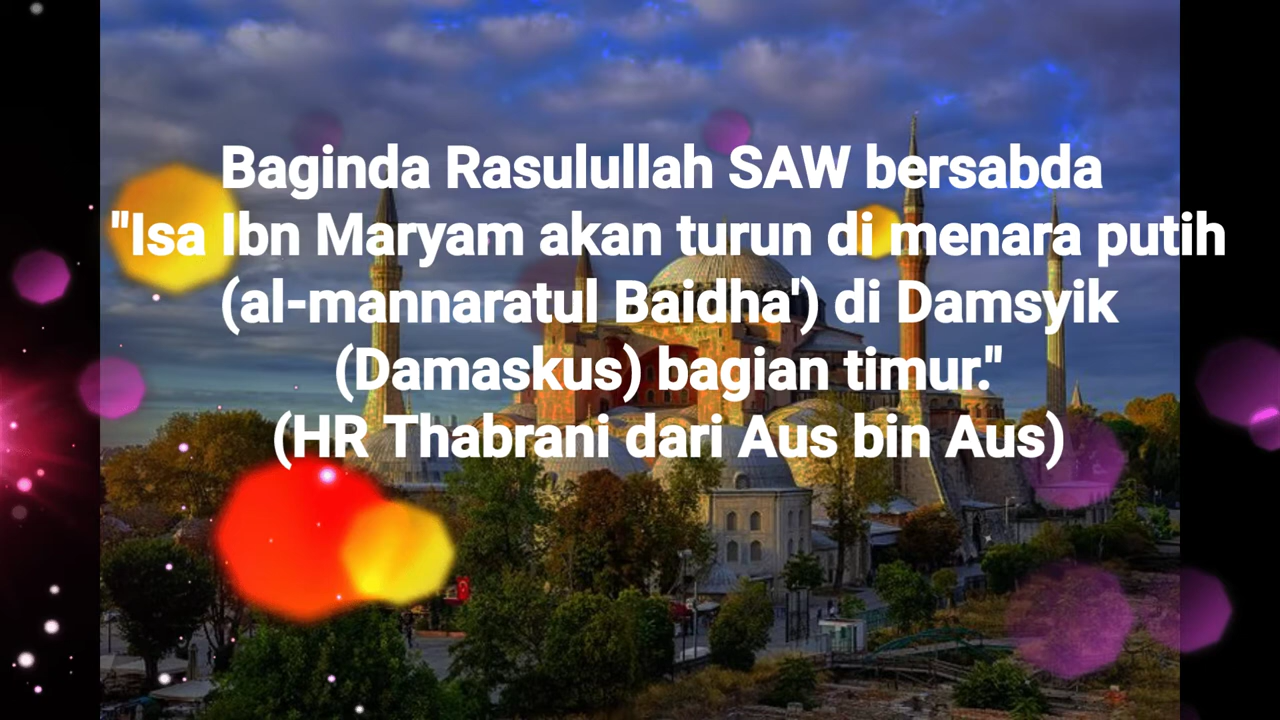 Baginda Rasulullah SAW bersabda
"Isa Ibn Maryam akan turun di menara putih
(al-mannaratul Baidha') di Damsyik
(Damaskus) bagian timur."
(HR Thabrani dari Aus bin Aus)